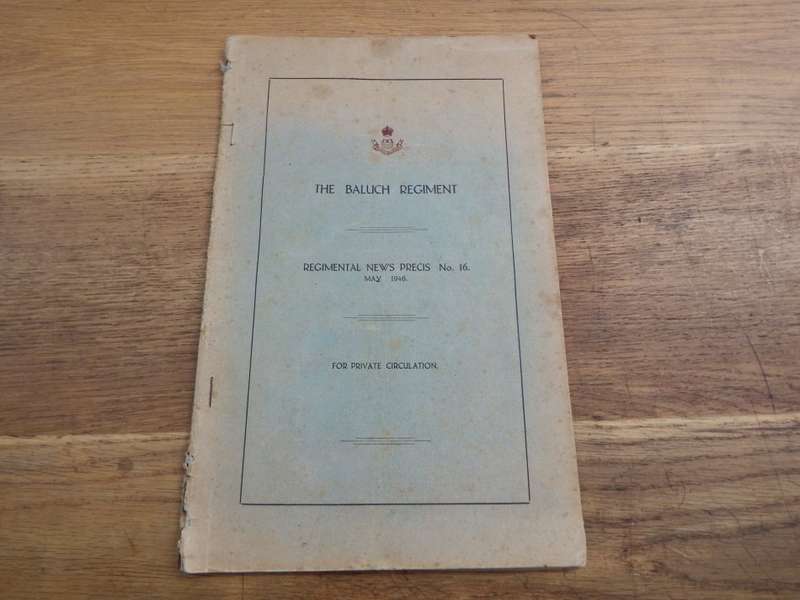 THE BALUCH REGIMENT
REGIMENTAL NEWS PRECIS No. 16.
MAY 1946.
FOR PRIVATE CIRCULATION.